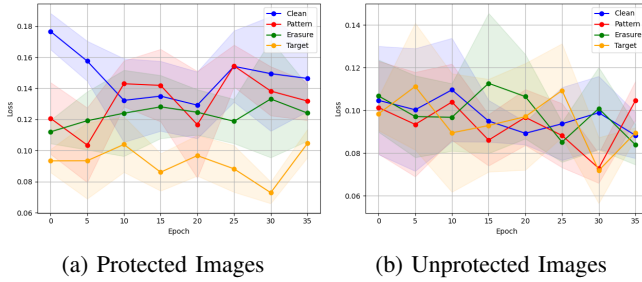 0.18
0.16
0.14
0.12
0.10
0.08
0.06
Loss
0 5 10 15 20 25 30 35
Epoch
Clean
Pattern
Erasure
Target
0.14
0.12
0.10
0.08
0.06
Loss
0 5 10 15 20 25 30 35
Epoch
Clean
Pattern
Erasure
Target
(a) Protected Images
(b) Unprotected Images